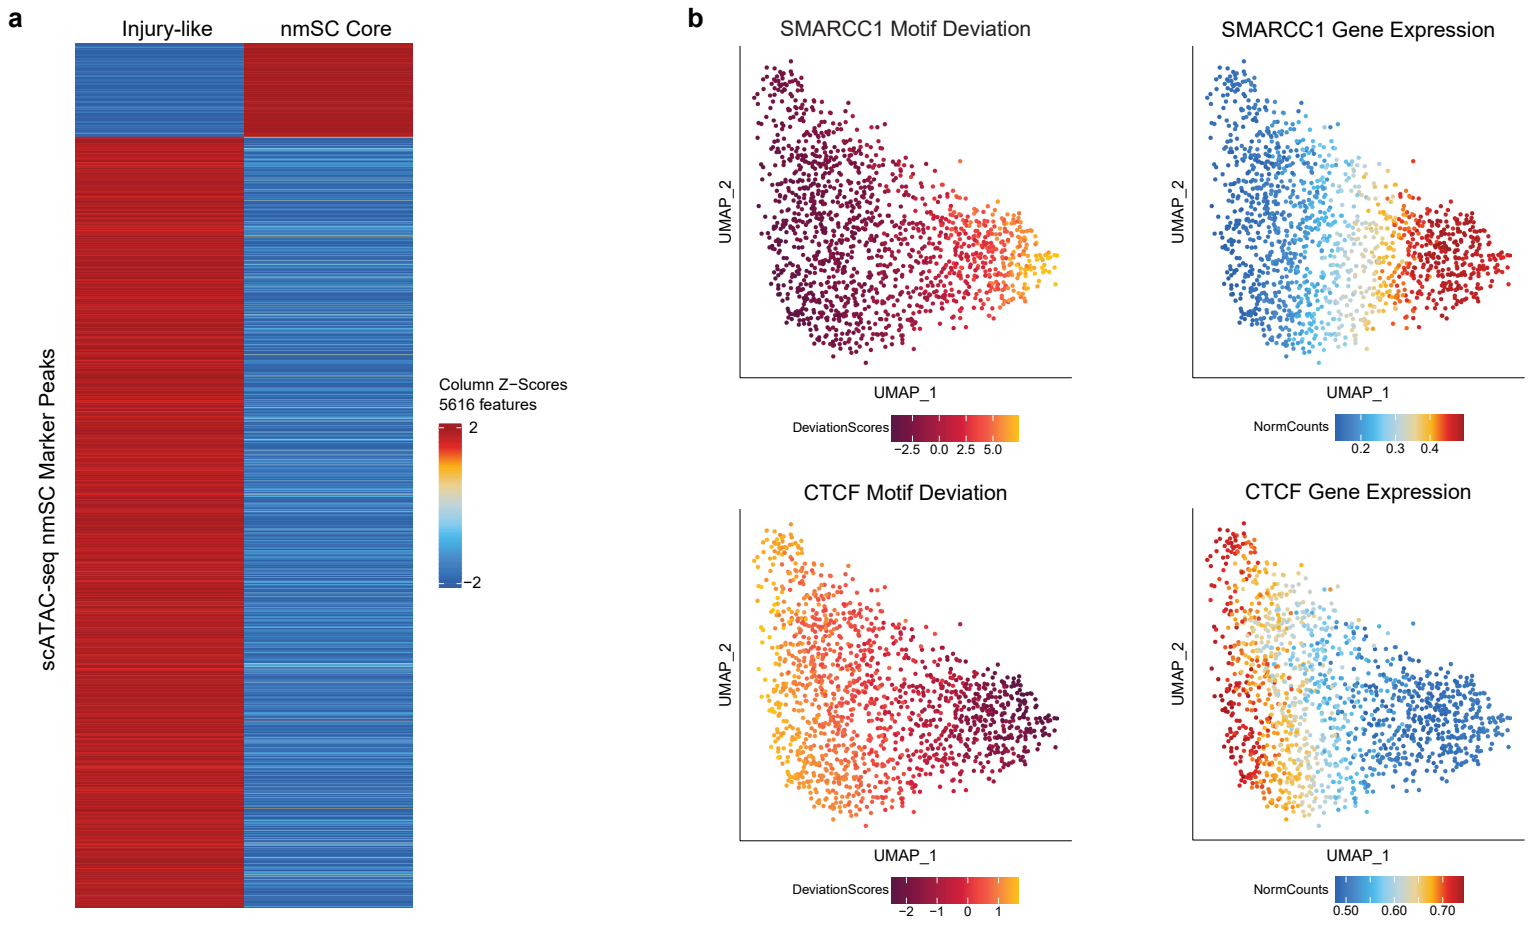 a
Injury-like
nmSC Core
scATAC-seq nmSC Marker Peaks
Column Z−Scores
5616 features
2
−2
b
SMARCC1 Motif Deviation
UMAP_2
UMAP_1
DeviationScores
−2.5 0.0 2.5 5.0
SMARCC1 Gene Expression
UMAP_2
UMAP_1
NormCounts
0.2 0.3 0.4
CTCF Motif Deviation
UMAP_2
UMAP_1
DeviationScores
−2 −1 0 1
CTCF Gene Expression
UMAP_2
UMAP_1
NormCounts
0.50 0.60 0.70